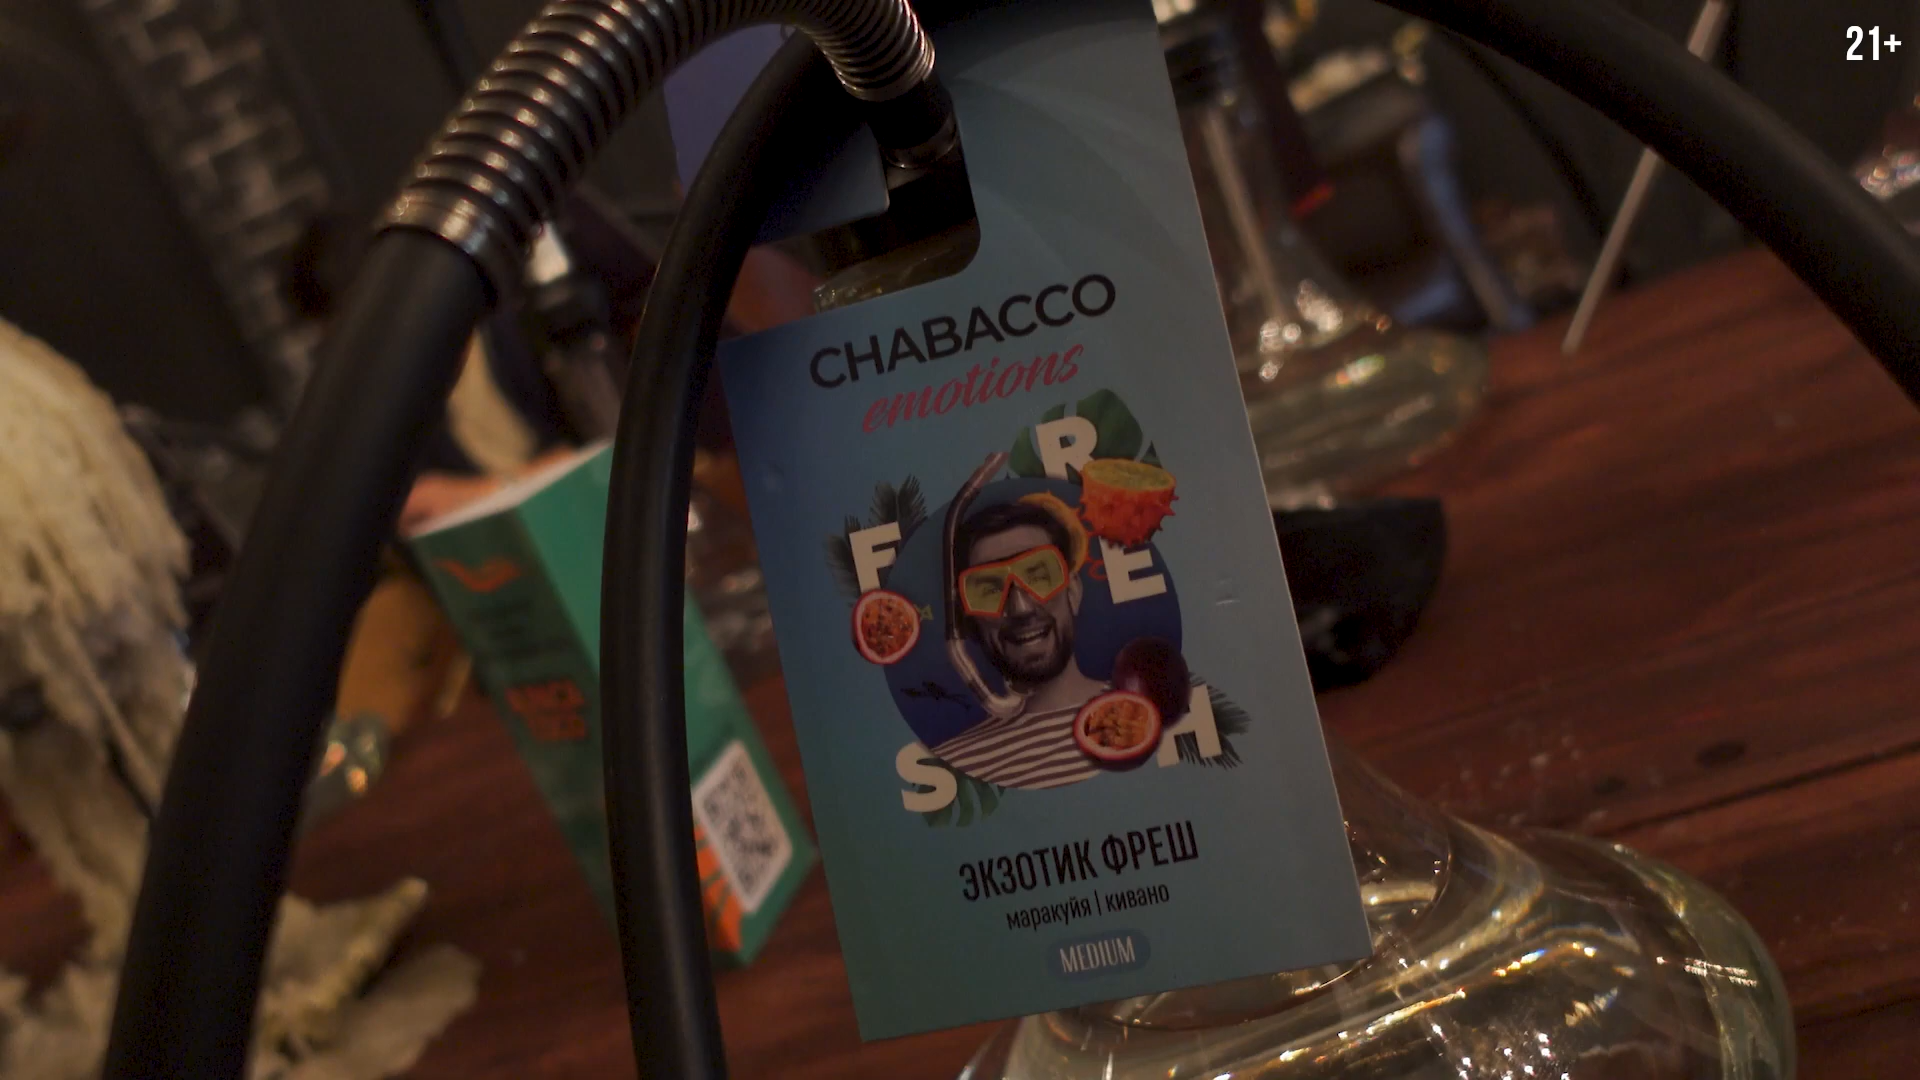 21+
CHABACCO
emotions
F
R
E
S
H
ЭКЗОТИК ФРЕШ
маракуйя | кивано
MEDIUM